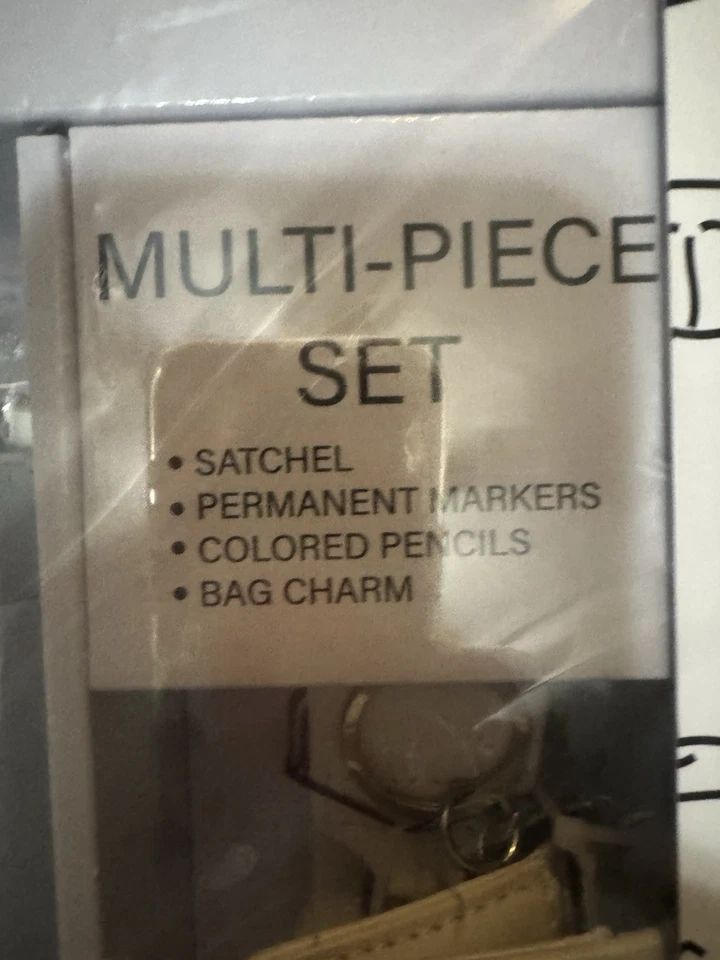 MULTI-PIECE
SET
• SATCHEL
• PERMANENT MARKERS
• COLORED PENCILS
• BAG CHARM